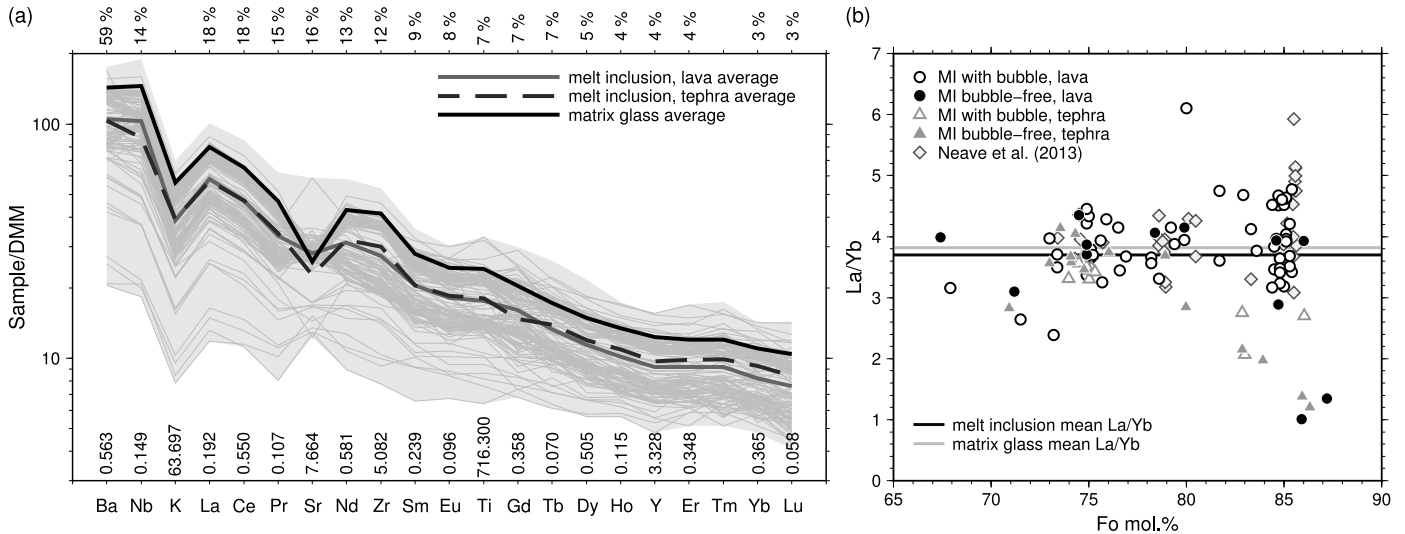 (a)
59 % 14 % 18 % 18 % 15 % 16 % 13 % 12 % 9 % 8 % 7 % 7 % 7 % 5 % 4 % 4 % 4 % 3 % 3 %
melt inclusion, lava average
melt inclusion, tephra average
matrix glass average
100
10
Sample/DMM
0.563 0.149 63.697 0.192 0.550 0.107 7.664 0.581 5.082 0.239 0.096 716.300 0.358 0.070 0.505 0.115 3.328 0.348 0.365 0.058
Ba Nb K La Ce Pr Sr Nd Zr Sm Eu Ti Gd Tb Dy Ho Y Er Tm Yb Lu
(b)
7
6
5
4
3
2
1
0
La/Yb
MI with bubble, lava
MI bubble−free, lava
MI with bubble, tephra
MI bubble−free, tephra
Neave et al. (2013)
melt inclusion mean La/Yb
matrix glass mean La/Yb
65 70 75 80 85 90
Fo mol.%